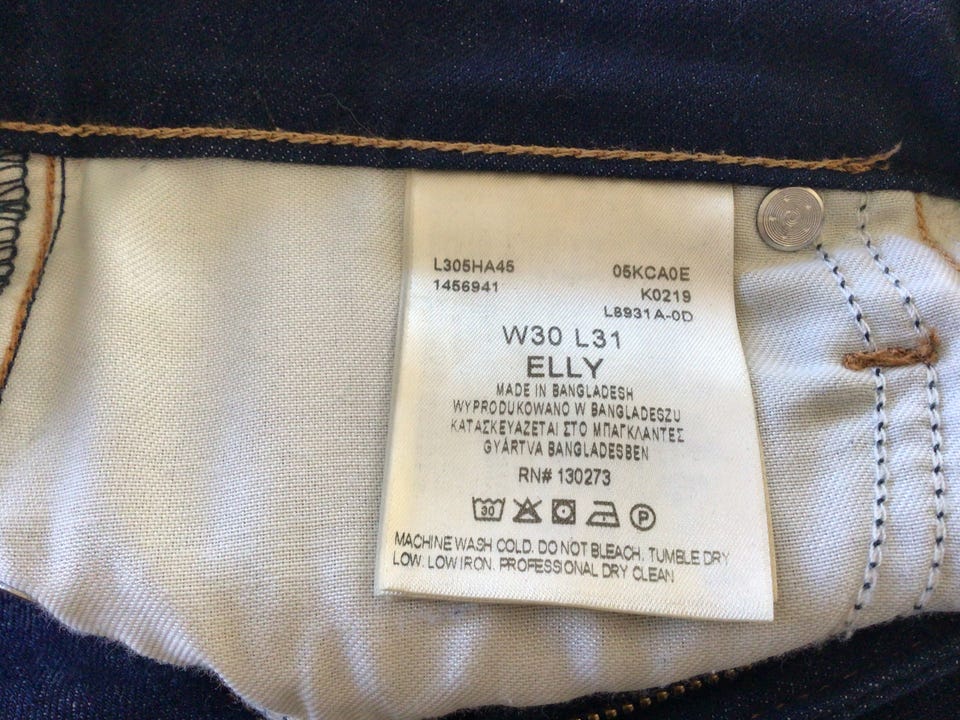 L305HA45 05KCA0E
1456941 K0219
L8931A-0D
W30 L31
ELLY
MADE IN BANGLADESH
WYPRODUKOWANO W BANGLADESZU
ΚΑΤΑΣΚΕΥΑΖΕΤΑΙ ΣΤΟ ΜΠΑΓΚΛΑΝΤΕΣ
GYÁRTVA BANGLADESBEN
RN# 130273
30 P
MACHINE WASH COLD. DO NOT BLEACH. TUMBLE DRY
LOW. LOW IRON. PROFESSIONAL DRY CLEAN